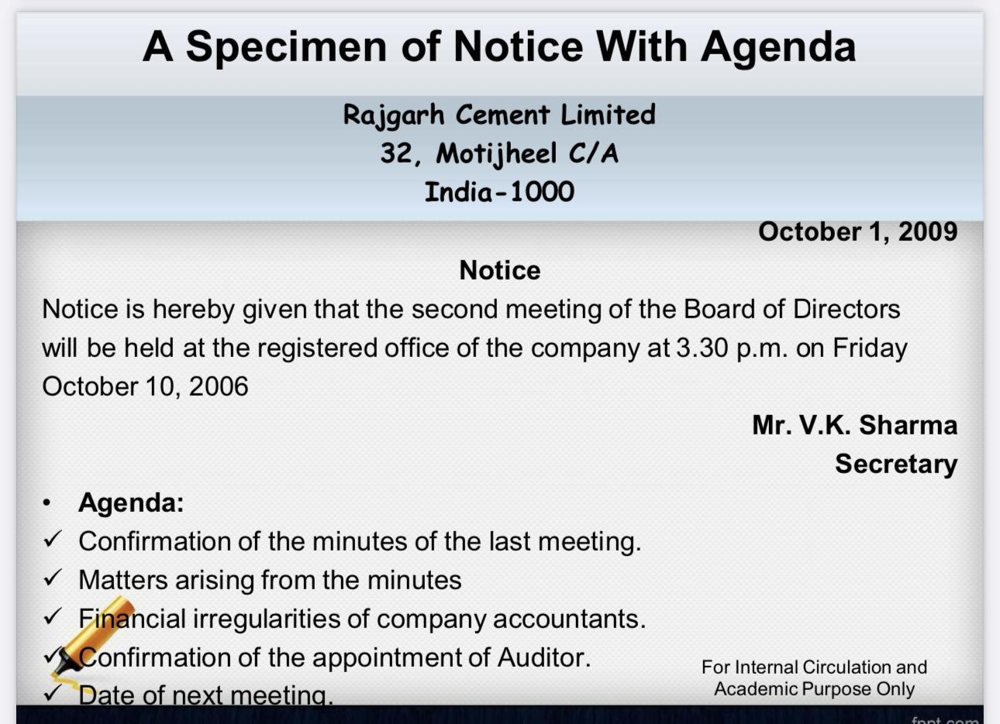 A Specimen of Notice With Agenda
Rajgarh Cement Limited
32, Motijheel C/A
India-1000
October 1, 2009
Notice
Notice is hereby given that the second meeting of the Board of Directors
will be held at the registered office of the company at 3.30 p.m. on Friday
October 10, 2006
Mr. V.K. Sharma
Secretary
• Agenda:
✓ Confirmation of the minutes of the last meeting.
✓ Matters arising from the minutes
✓ Financial irregularities of company accountants.
✓ Confirmation of the appointment of Auditor.
✓ Date of next meeting.
For Internal Circulation and
Academic Purpose Only